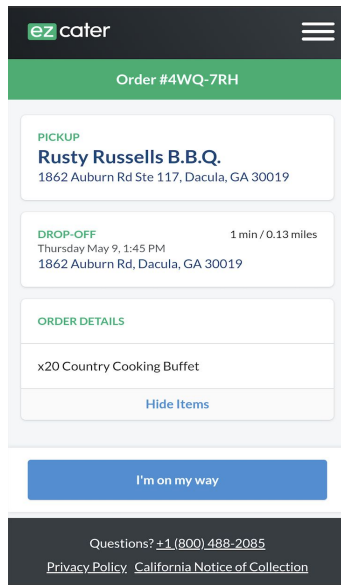 ez cater
Order #4WQ-7RH
PICKUP
Rusty Russells B.B.Q.
1862 Auburn Rd Ste 117, Dacula, GA 30019
DROP-OFF
1 min / 0.13 miles
Thursday May 9, 1:45 PM
1862 Auburn Rd, Dacula, GA 30019
ORDER DETAILS
x20 Country Cooking Buffet
Hide Items
I'm on my way
Questions? +1 (800) 488-2085
Privacy Policy California Notice of Collection